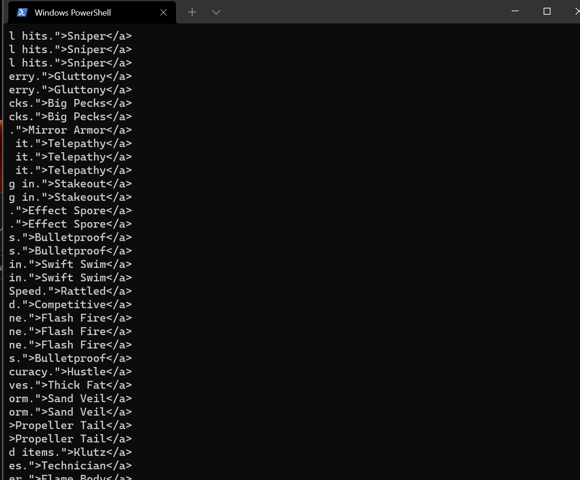 Windows PowerShell
l hits.">Sniper</a>
l hits.">Sniper</a>
l hits.">Sniper</a>
erry.">Gluttony</a>
erry.">Gluttony</a>
cks.">Big Pecks</a>
cks.">Big Pecks</a>
.">Mirror Armor</a>
it.">Telepathy</a>
it.">Telepathy</a>
it.">Telepathy</a>
g in.">Stakeout</a>
g in.">Stakeout</a>
.">Effect Spore</a>
.">Effect Spore</a>
s.">Bulletproof</a>
s.">Bulletproof</a>
in.">Swift Swim</a>
in.">Swift Swim</a>
Speed.">Rattled</a>
d.">Competitive</a>
ne.">Flash Fire</a>
ne.">Flash Fire</a>
ne.">Flash Fire</a>
s.">Bulletproof</a>
curacy.">Hustle</a>
ves.">Thick Fat</a>
orm.">Sand Veil</a>
orm.">Sand Veil</a>
>Propeller Tail</a>
>Propeller Tail</a>
d items.">Klutz</a>
es.">Technician</a>
er.">Flame Body</a>